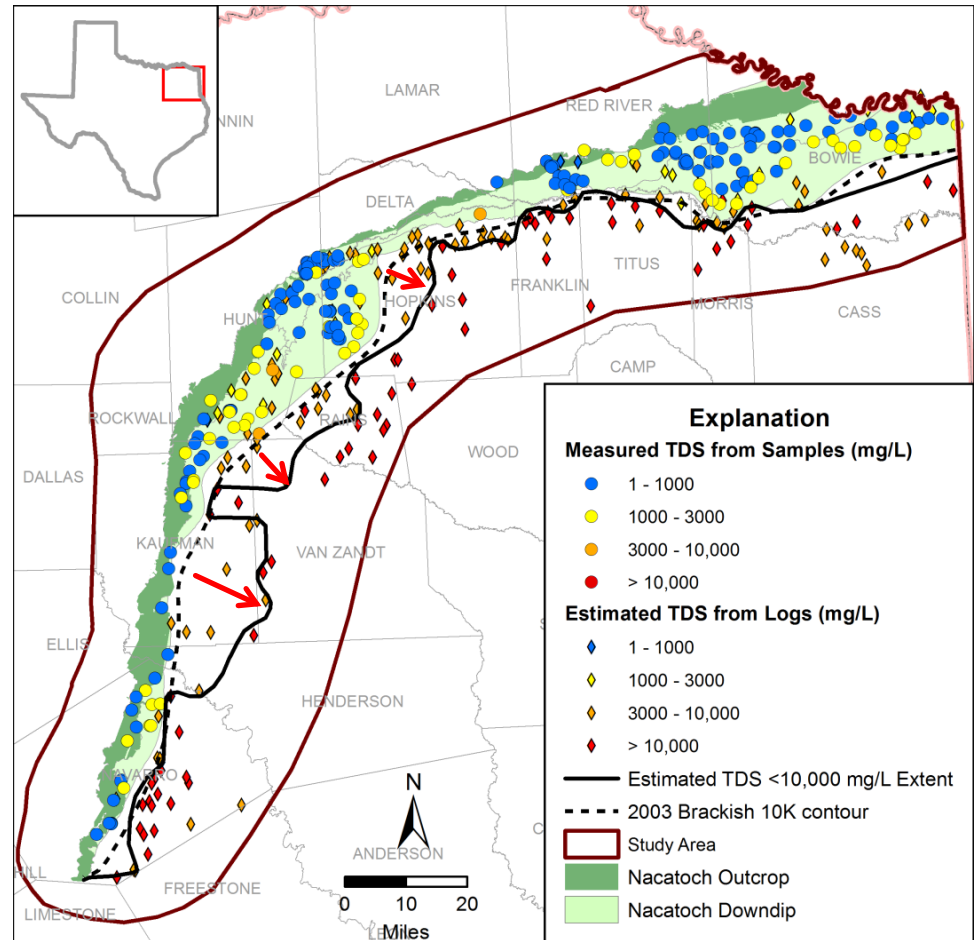 LAMAR
NNIN
RED RIVER
BOWIE
DELTA
TITUS
COLLIN
HUN
HOPKINS
FRANKLIN
MORRIS
CASS
CAMP
ROCKWALL
RAINS
WOOD
DALLAS
KAUFMAN
VAN ZANDT
ELLIS
HENDERSON
AVARRO
N
ANDERSON
HILL
FREESTONE
LIMESTONE
0 10 20
Miles
Explanation
Measured TDS from Samples (mg/L)
1 - 1000
1000 - 3000
3000 - 10,000
> 10,000
Estimated TDS from Logs (mg/L)
1 - 1000
1000 - 3000
3000 - 10,000
> 10,000
Estimated TDS <10,000 mg/L Extent
2003 Brackish 10K contour
Study Area
Nacatoch Outcrop
Nacatoch Downdip